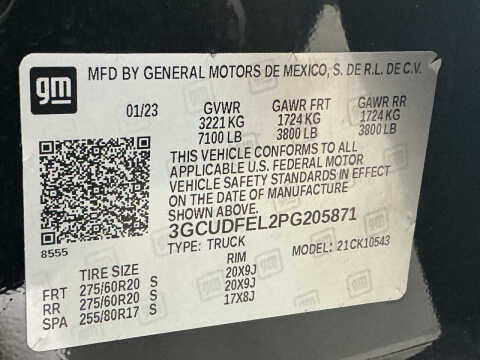 gm MFD BY GENERAL MOTORS DE MEXICO, S. DE R.L. DE C.V.
01/23 GVWR GAWR FRT GAWR RR
3221 KG 1724 KG 1724 KG
7100 LB 3800 LB 3800 LB
THIS VEHICLE CONFORMS TO ALL
APPLICABLE U.S. FEDERAL MOTOR
VEHICLE SAFETY STANDARDS IN EFFECT
ON THE DATE OF MANUFACTURE
SHOWN ABOVE.
8555 3GCUDFEL2PG205871
TYPE: TRUCK MODEL: 21CK10543
TIRE SIZE RIM
FRT 275/60R20 S 20X9J
RR 275/60R20 S 20X9J
SPA 255/80R17 S 17X8J